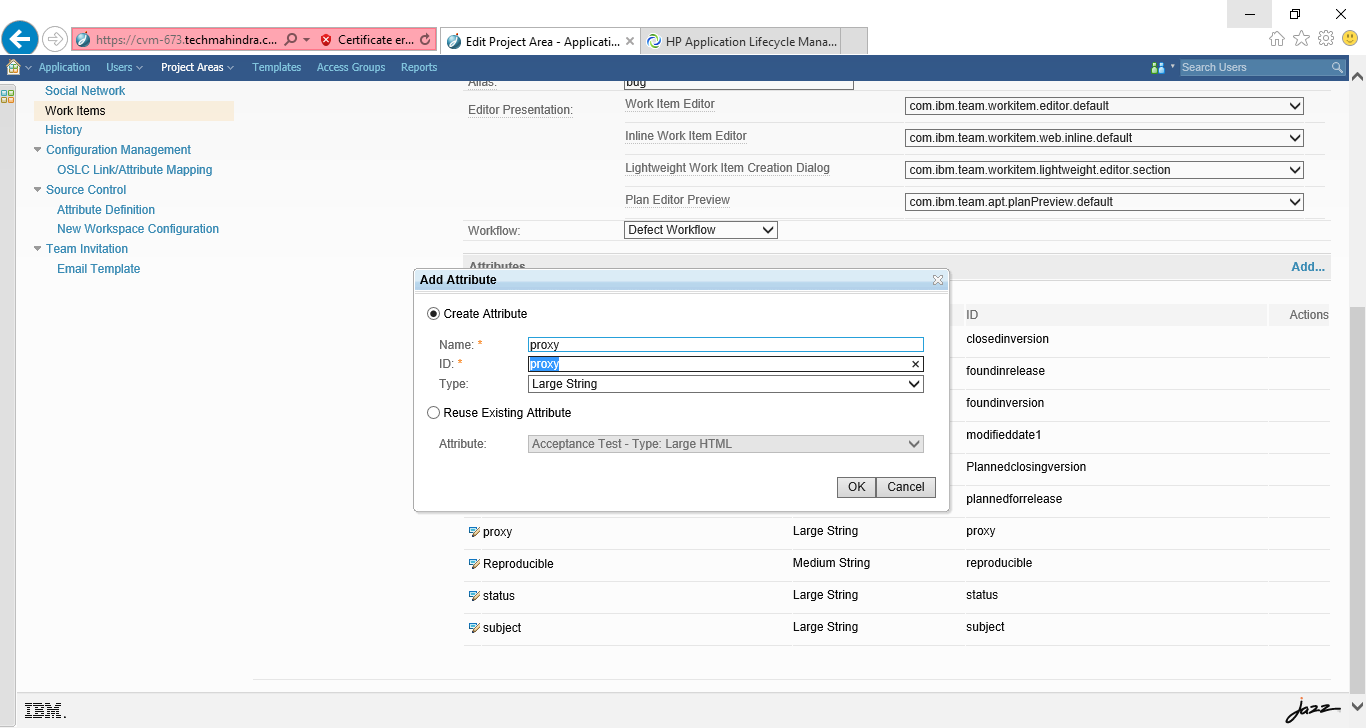 https://cvm-673.techmahindra.c... Certificate er... Edit Project Area - Applicati... HP Application Lifecycle Mana...
Application Users Project Areas Templates Access Groups Reports Search Users
Social Network
Work Items
History
Configuration Management
OSLC Link/Attribute Mapping
Source Control
Attribute Definition
New Workspace Configuration
Team Invitation
Email Template
Alias: bug
Editor Presentation: Work Item Editor com.ibm.team.workitem.editor.default
Inline Work Item Editor com.ibm.team.workitem.web.inline.default
Lightweight Work Item Creation Dialog com.ibm.team.workitem.lightweight.editor.section
Plan Editor Preview com.ibm.team.apt.planPreview.default
Workflow: Defect Workflow
Attributes Add...
Add Attribute
Create Attribute
Name: * proxy
ID: * proxy
Type: Large String
Reuse Existing Attribute
Attribute: Acceptance Test - Type: Large HTML
OK Cancel
ID Actions
closedinversion
foundinrelease
foundinversion
modifieddate1
Plannedclosingversion
plannedforrelease
proxy Large String proxy
Reproducible Medium String reproducible
status Large String status
subject Large String subject
IBM. jazz